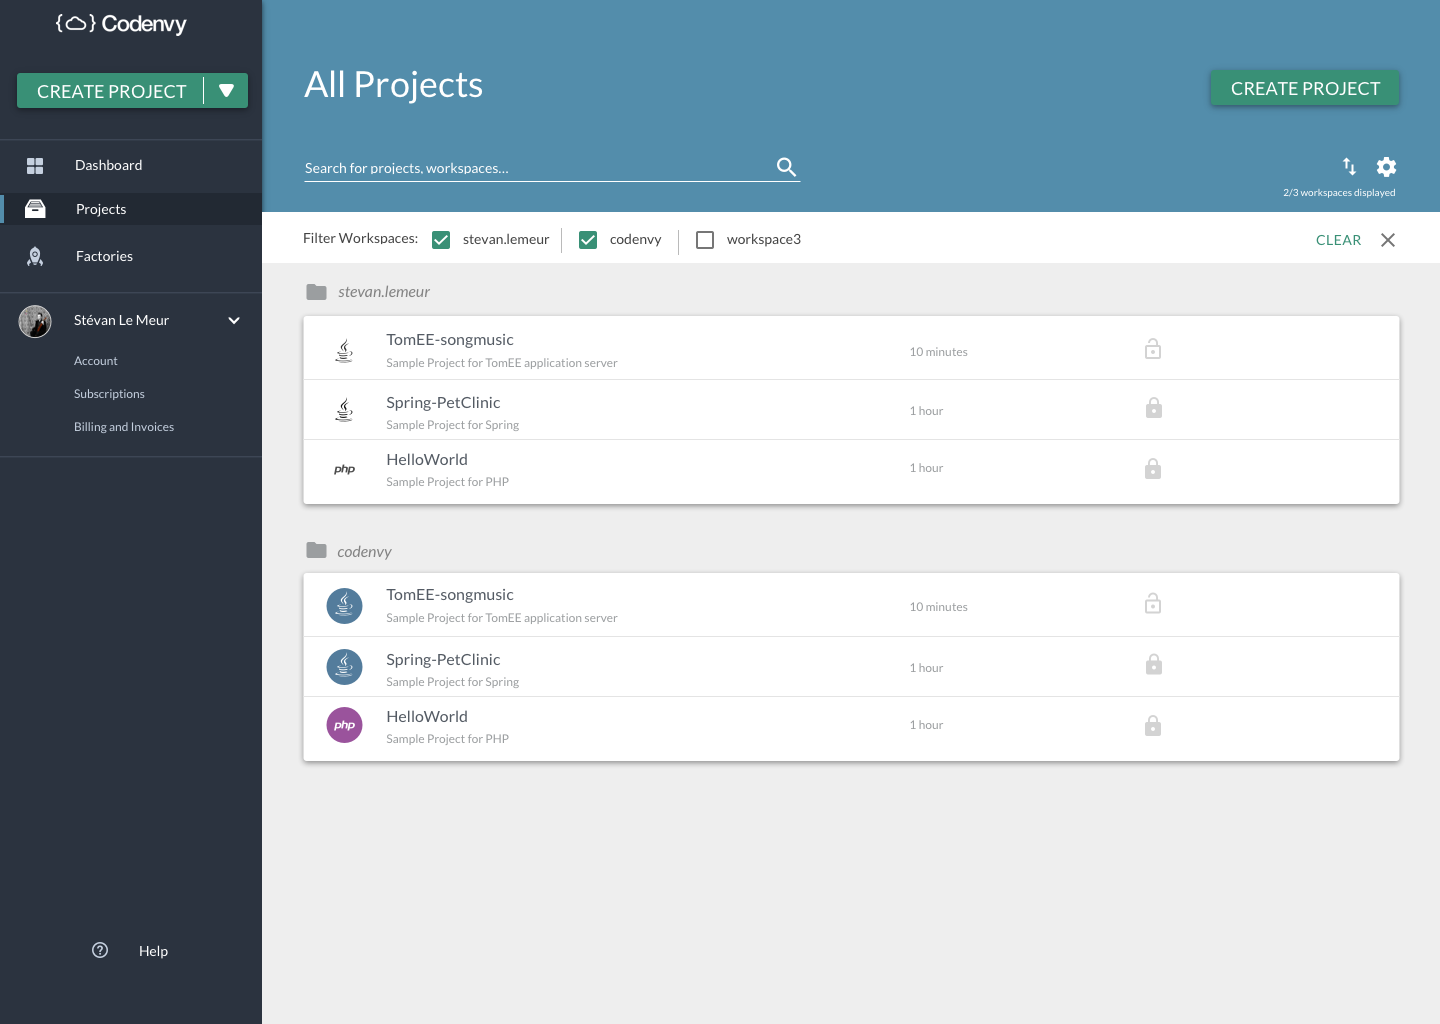 {} Codenvy
CREATE PROJECT
Dashboard
Projects
Factories
Stévan Le Meur
Account
Subscriptions
Billing and Invoices
Help
All Projects
CREATE PROJECT
Search for projects, workspaces...
2/3 workspaces displayed
Filter Workspaces: stevan.lemeur codenvy workspace3 CLEAR
stevan.lemeur
TomEE-songmusic
Sample Project for TomEE application server
10 minutes
Spring-PetClinic
Sample Project for Spring
1 hour
php
HelloWorld
Sample Project for PHP
1 hour
codenvy
TomEE-songmusic
Sample Project for TomEE application server
10 minutes
Spring-PetClinic
Sample Project for Spring
1 hour
php
HelloWorld
Sample Project for PHP
1 hour